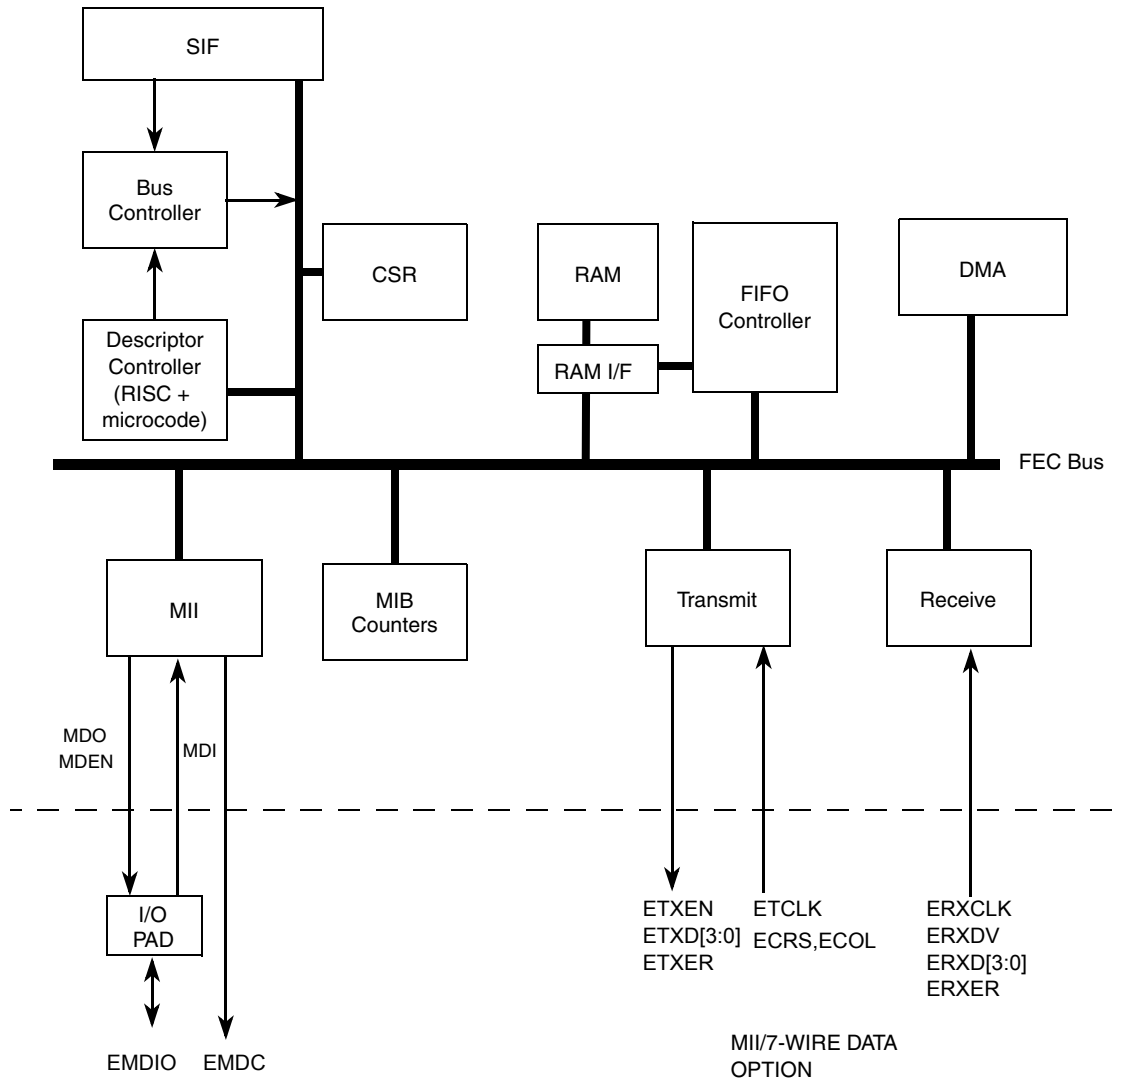 SIF
Bus
Controller
CSR
RAM
FIFO
Controller
DMA
Descriptor
Controller
(RISC +
microcode)
RAM I/F
FEC Bus
MII
MIB
Counters
Transmit
Receive
MDO
MDEN
MDI
I/O
PAD
ETXEN
ETXD[3:0]
ETXER
ETCLK
ECRS,ECOL
ERXCLK
ERXDV
ERXD[3:0]
ERXER
EMDIO
EMDC
MII/7-WIRE DATA
OPTION